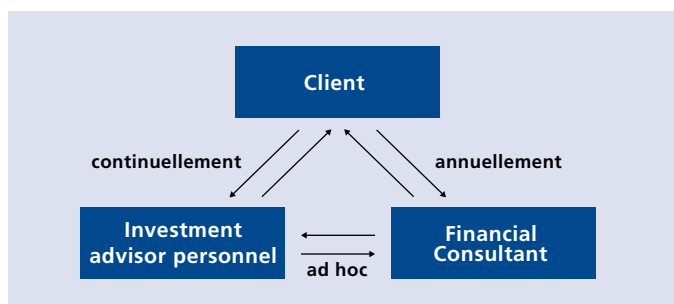 Client
continuellement
annuellement
Investment
advisor personnel
Financial
Consultant
ad hoc